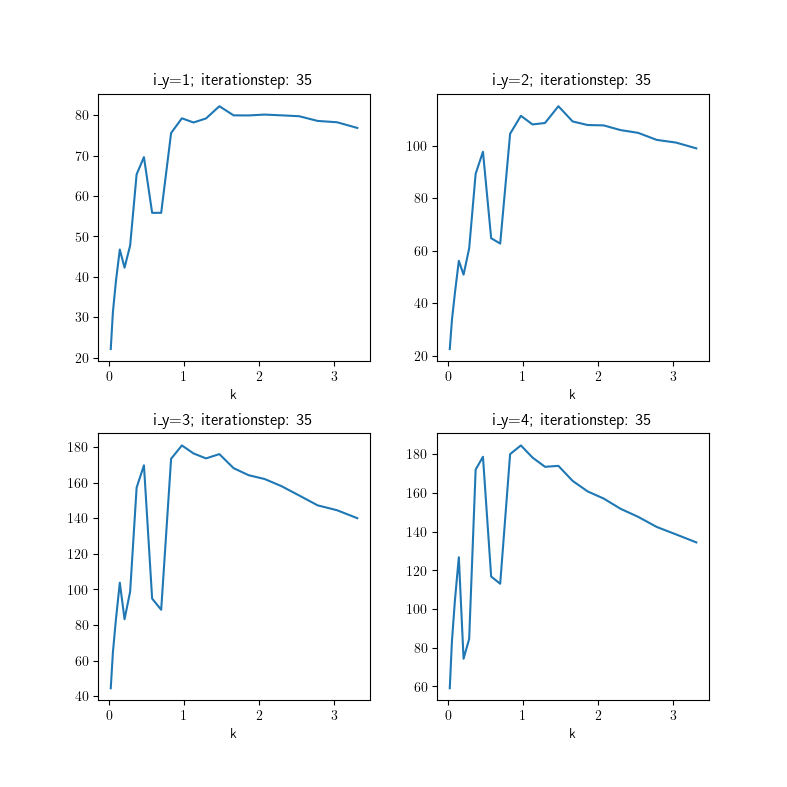 i_y=1; iterationstep: 35
80
70
60
50
40
30
20
0 1 2 3
k
i_y=2; iterationstep: 35
100
80
60
40
20
0 1 2 3
k
i_y=3; iterationstep: 35
180
160
140
120
100
80
60
40
0 1 2 3
k
i_y=4; iterationstep: 35
180
160
140
120
100
80
60
0 1 2 3
k